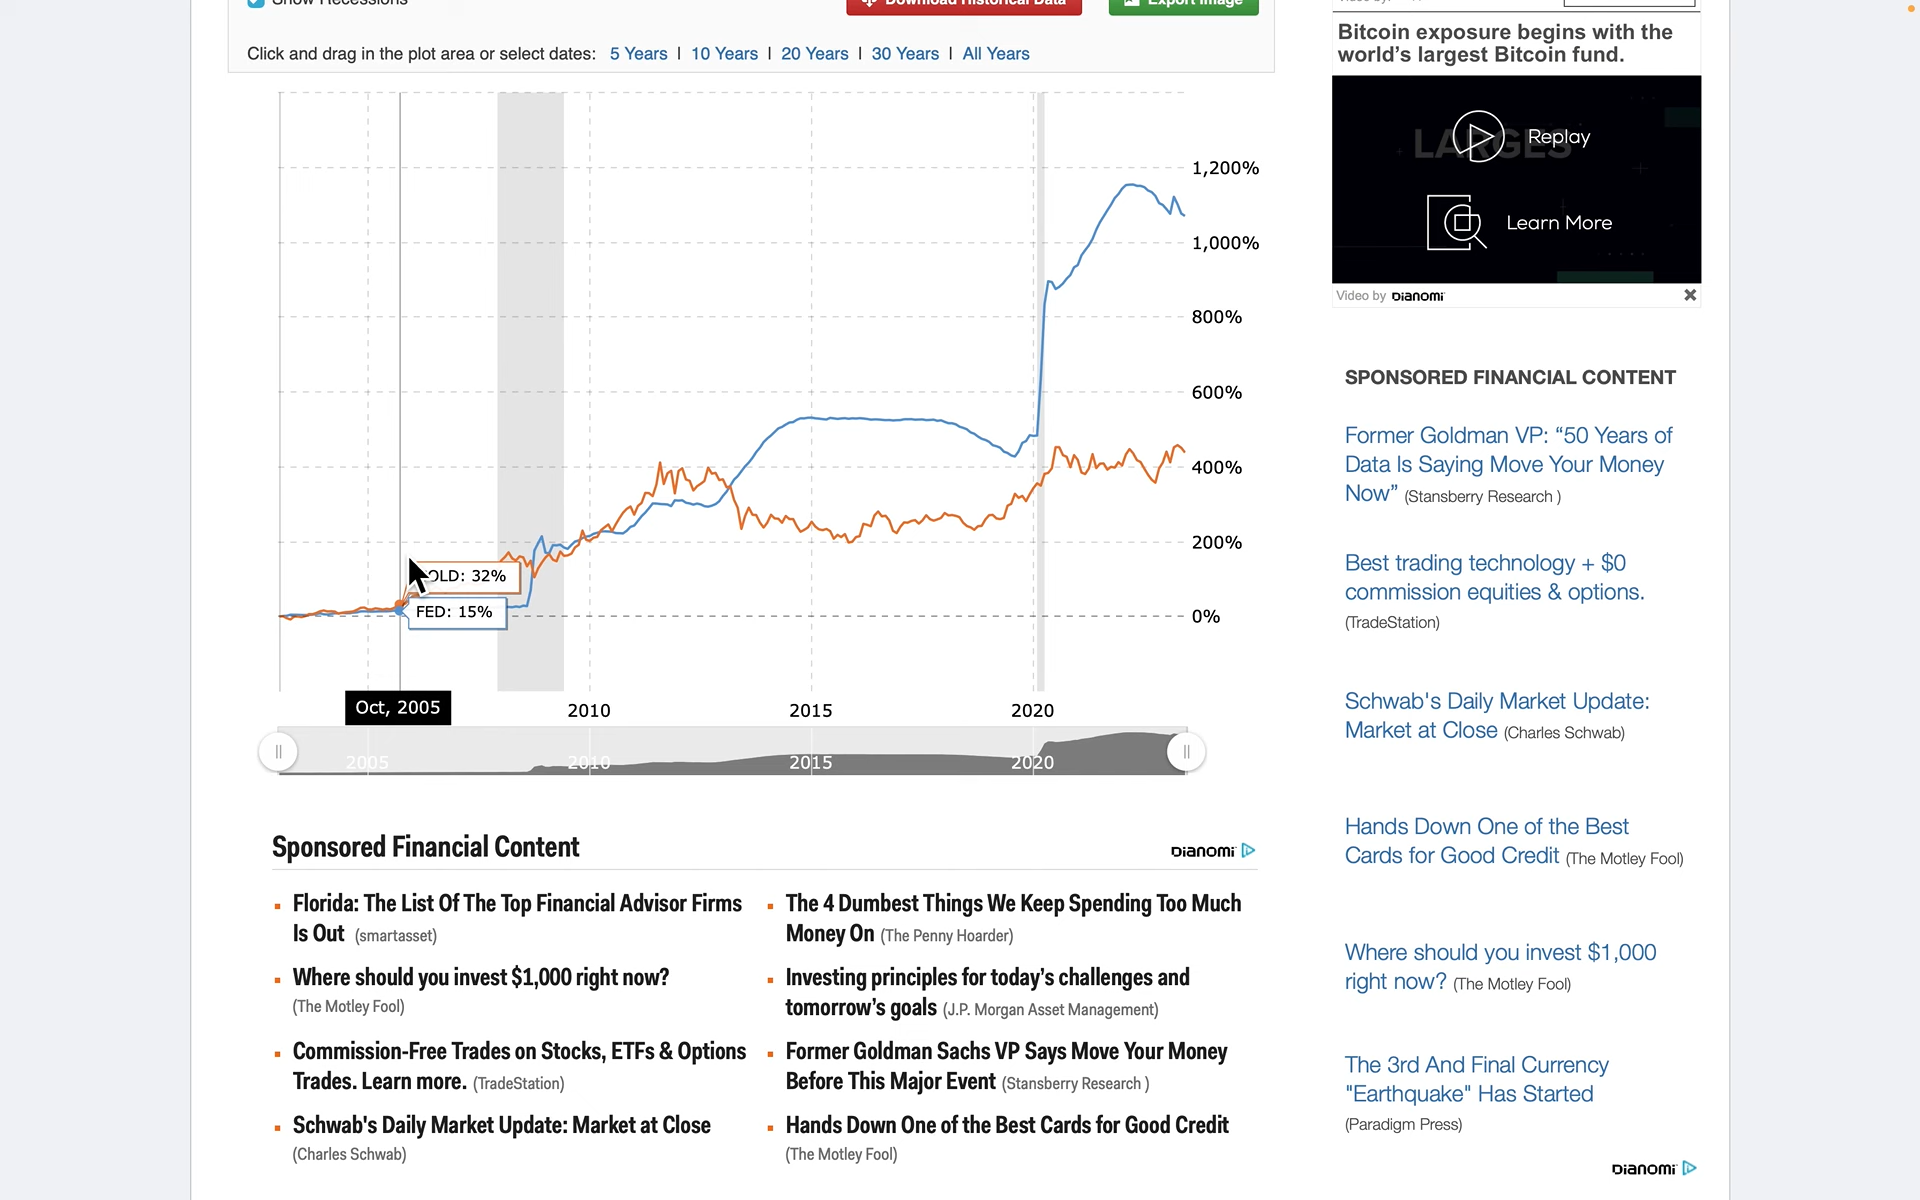 Show Recessions
Download Historical Data
Export Image
Click and drag in the plot area or select dates: 5 Years | 10 Years | 20 Years | 30 Years | All Years
1,200%
1,000%
800%
600%
400%
200%
0%
OLD: 32%
FED: 15%
Oct, 2005
2010
2015
2020
2005
2010
2015
2020
Sponsored Financial Content
DIANOMI
Florida: The List Of The Top Financial Advisor Firms
Is Out (smartasset)
Where should you invest $1,000 right now?
(The Motley Fool)
Commission-Free Trades on Stocks, ETFs & Options
Trades. Learn more. (TradeStation)
Schwab's Daily Market Update: Market at Close
(Charles Schwab)
The 4 Dumbest Things We Keep Spending Too Much
Money On (The Penny Hoarder)
Investing principles for today’s challenges and
tomorrow’s goals (J.P. Morgan Asset Management)
Former Goldman Sachs VP Says Move Your Money
Before This Major Event (Stansberry Research )
Hands Down One of the Best Cards for Good Credit
(The Motley Fool)
Bitcoin exposure begins with the
world’s largest Bitcoin fund.
LARGES
Replay
Learn More
Video by DIANOMI
SPONSORED FINANCIAL CONTENT
Former Goldman VP: “50 Years of
Data Is Saying Move Your Money
Now” (Stansberry Research )
Best trading technology + $0
commission equities & options.
(TradeStation)
Schwab's Daily Market Update:
Market at Close (Charles Schwab)
Hands Down One of the Best
Cards for Good Credit (The Motley Fool)
Where should you invest $1,000
right now? (The Motley Fool)
The 3rd And Final Currency
"Earthquake" Has Started
(Paradigm Press)
DIANOMI